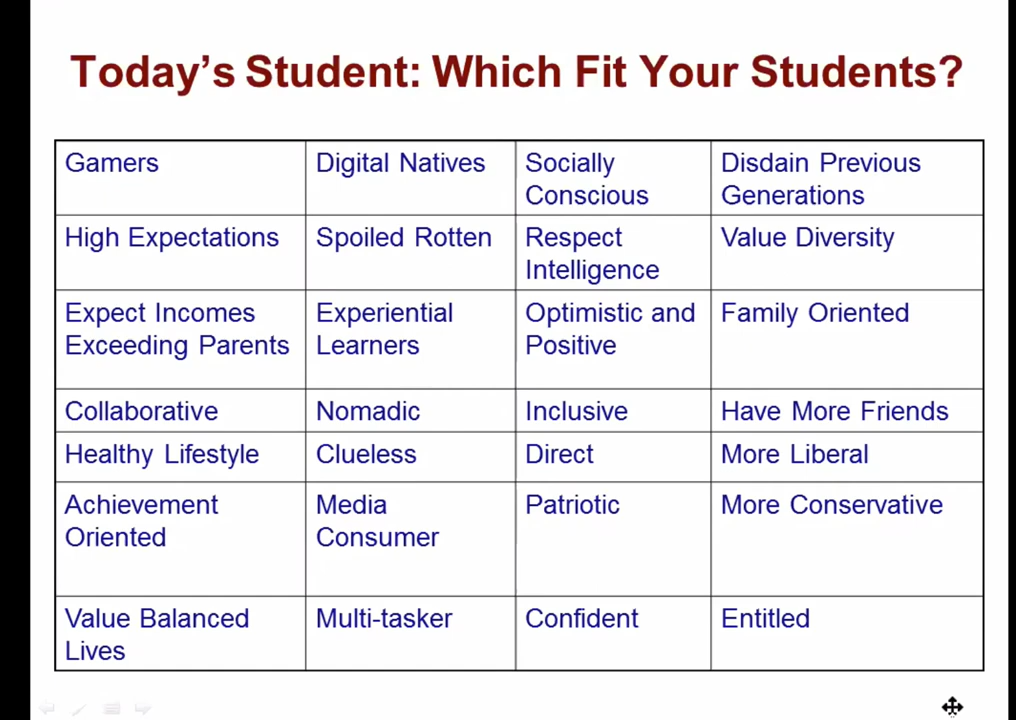 Today's Student: Which Fit Your Students?
Gamers
Digital Natives
Socially
Conscious
Disdain Previous
Generations
High Expectations
Spoiled Rotten
Respect
Intelligence
Value Diversity
Expect Incomes
Exceeding Parents
Experiential
Learners
Optimistic and
Positive
Family Oriented
Collaborative
Nomadic
Inclusive
Have More Friends
Healthy Lifestyle
Clueless
Direct
More Liberal
Achievement
Oriented
Media
Consumer
Patriotic
More Conservative
Value Balanced
Lives
Multi-tasker
Confident
Entitled